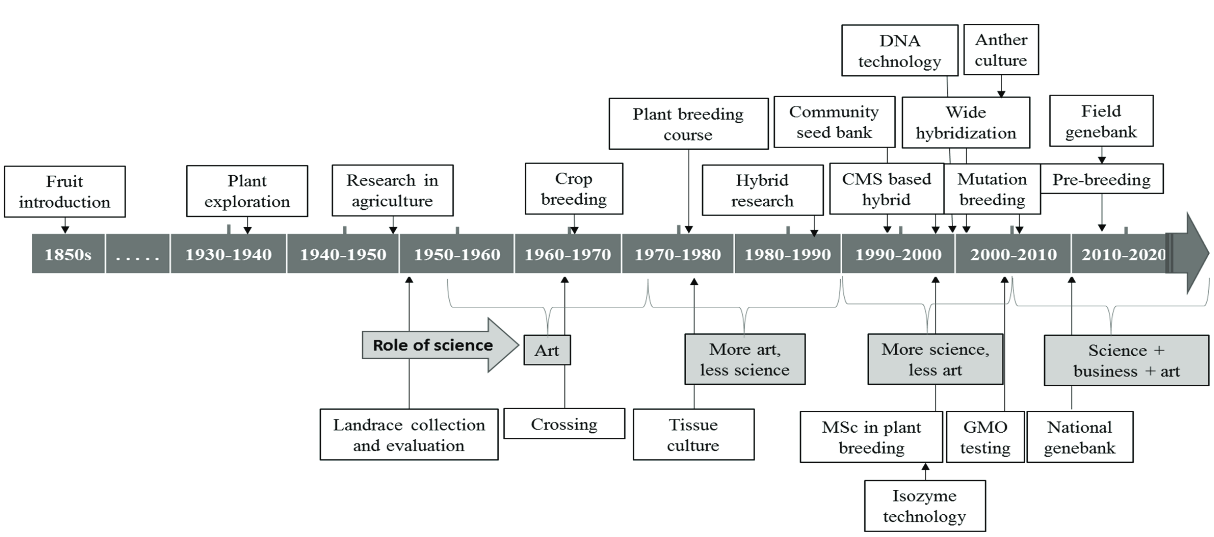 DNA
technology
Anther
culture
Plant breeding
course
Community
seed bank
Wide
hybridization
Field
genebank
Fruit
introduction
Plant
exploration
Research in
agriculture
Crop
breeding
Hybrid
research
CMS based
hybrid
Mutation
breeding
Pre-breeding
1850s
.....
1930-1940
1940-1950
1950-1960
1960-1970
1970-1980
1980-1990
1990-2000
2000-2010
2010-2020
Role of science
Art
More art,
less science
More science,
less art
Science +
business + art
Landrace collection
and evaluation
Crossing
Tissue
culture
MSc in plant
breeding
GMO
testing
National
genebank
Isozyme
technology